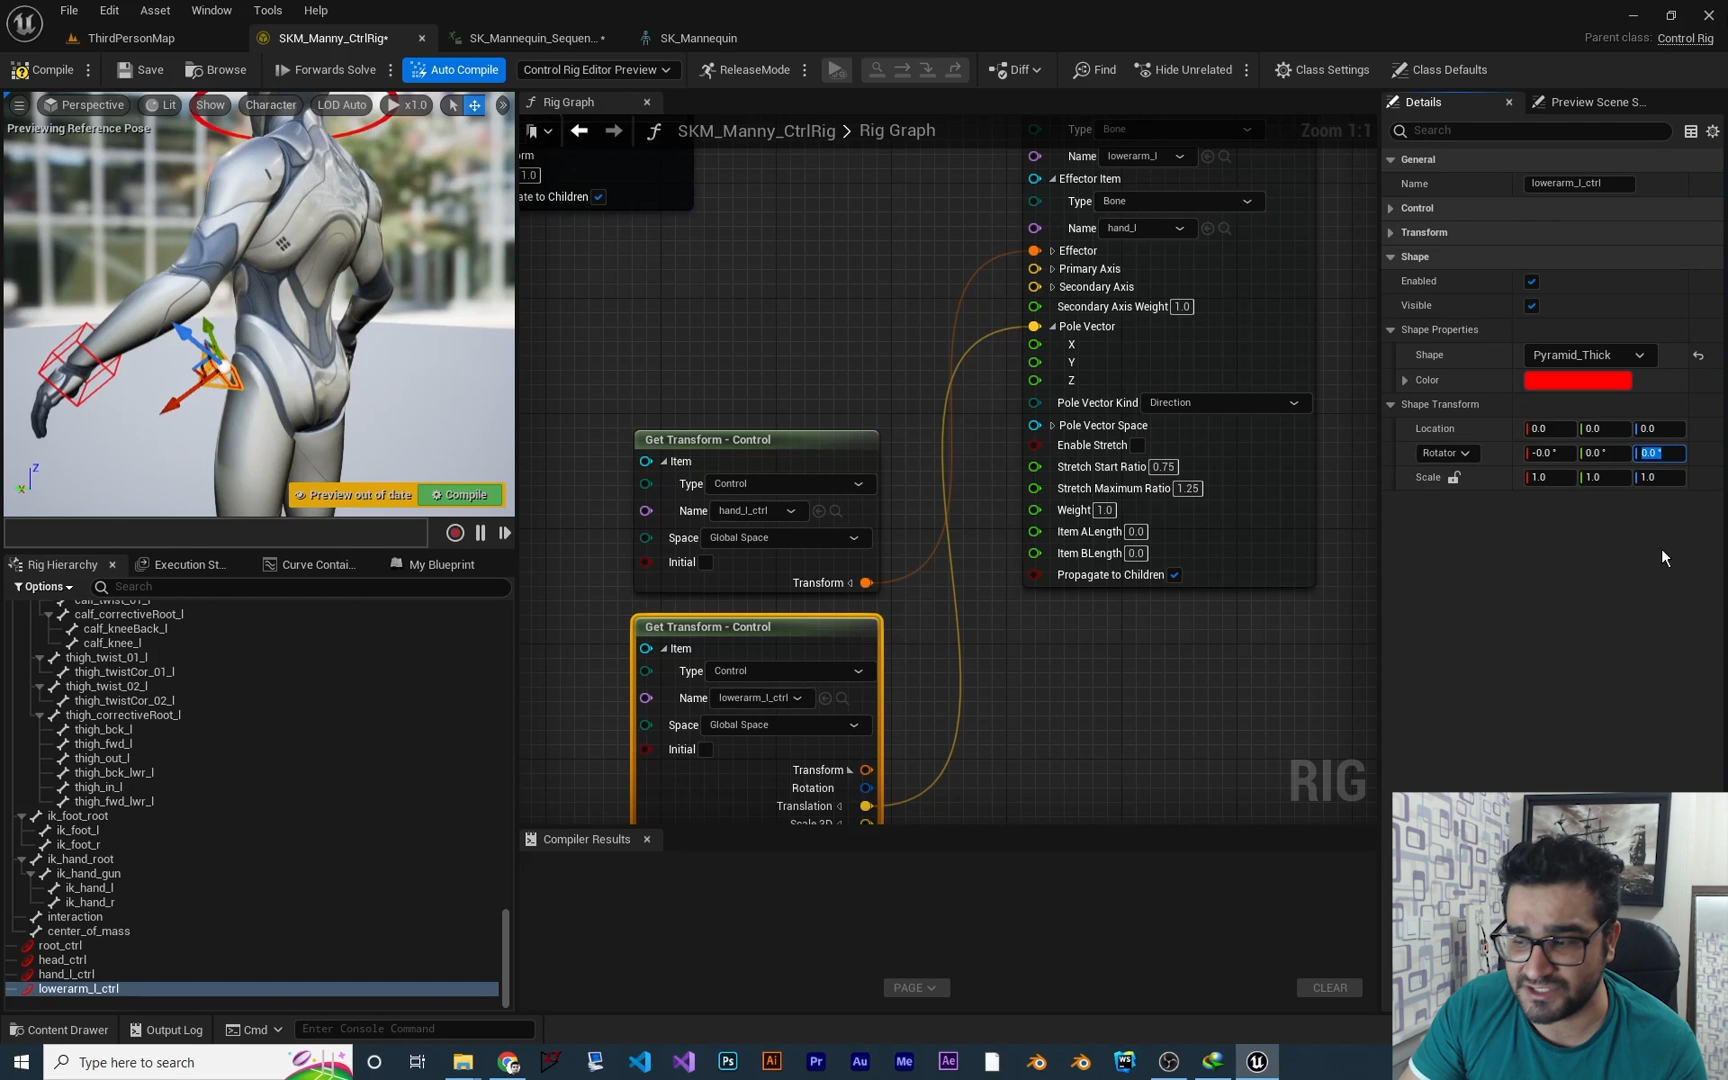 File Edit Asset Window Tools Help
ThirdPersonMap
SKM_Manny_CtrlRig*
SK_Mannequin_Sequen...*
SK_Mannequin
Parent class: Control Rig
Compile
Save
Browse
Forwards Solve
Auto Compile
Control Rig Editor Preview
ReleaseMode
Diff
Find
Hide Unrelated
Class Settings
Class Defaults
Perspective
Lit
Show
Character
LOD Auto
x1.0
Previewing Reference Pose
Z
Preview out of date
Compile
Rig Graph
SKM_Manny_CtrlRig > Rig Graph
Zoom 1:1
orm
1.0
ate to Children
Type Bone
Name lowerarm_l
Effector Item
Type Bone
Name hand_l
Effector
Primary Axis
Secondary Axis
Secondary Axis Weight 1.0
Pole Vector
X
Y
Z
Pole Vector Kind Direction
Pole Vector Space
Enable Stretch
Stretch Start Ratio 0.75
Stretch Maximum Ratio 1.25
Weight 1.0
Item ALength 0.0
Item BLength 0.0
Propagate to Children
Get Transform - Control
Item
Type Control
Name hand_l_ctrl
Space Global Space
Initial
Transform
Get Transform - Control
Item
Type Control
Name lowerarm_l_ctrl
Space Global Space
Initial
Transform
Rotation
Translation
Scale 3D
RIG
Compiler Results
PAGE
CLEAR
Details
Preview Scene S...
Search
General
Name lowerarm_l_ctrl
Control
Transform
Shape
Enabled
Visible
Shape Properties
Shape Pyramid_Thick
Color
Shape Transform
Location 0.0 0.0 0.0
Rotator -0.0 ° 0.0 ° 0.0 °
Scale 1.0 1.0 1.0
Rig Hierarchy
Execution St...
Curve Contai...
My Blueprint
Options
Search
calf_twist_01_l
calf_correctiveRoot_l
calf_kneeBack_l
calf_knee_l
thigh_twist_01_l
thigh_twistCor_01_l
thigh_twist_02_l
thigh_twistCor_02_l
thigh_correctiveRoot_l
thigh_bck_l
thigh_fwd_l
thigh_out_l
thigh_bck_lwr_l
thigh_in_l
thigh_fwd_lwr_l
ik_foot_root
ik_foot_l
ik_foot_r
ik_hand_root
ik_hand_gun
ik_hand_l
ik_hand_r
interaction
center_of_mass
root_ctrl
head_ctrl
hand_l_ctrl
lowerarm_l_ctrl
Content Drawer
Output Log
Cmd
Enter Console Command
Type here to search
Ps
Ai
Pr
Au
Me
Ae
WS